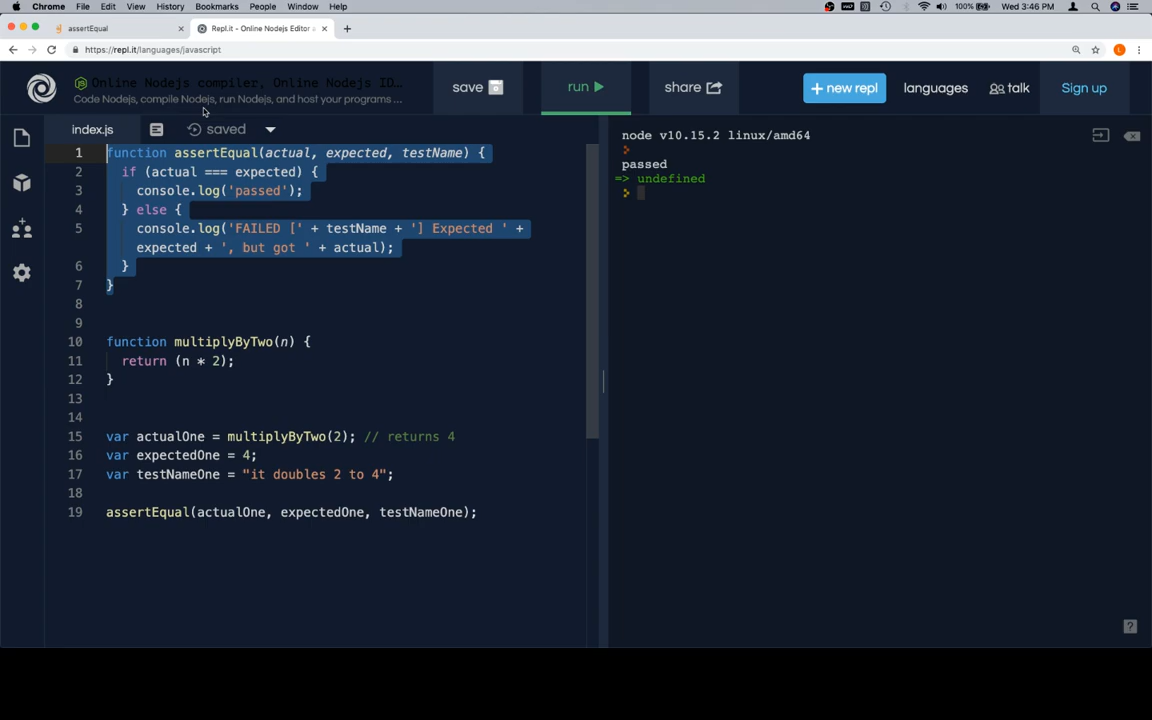 Chrome File Edit View History Bookmarks People Window Help 100% Wed 3:46 PM
assertEqual
Repl.it - Online Nodejs Editor
https://repl.it/languages/javascript
Online Nodejs compiler, Online Nodejs ID...
Code Nodejs, compile Nodejs, run Nodejs, and host your programs ...
save
run
share
+ new repl
languages
talk
Sign up
index.js
saved
1 function assertEqual(actual, expected, testName) {
2 if (actual === expected) {
3 console.log('passed');
4 } else {
5 console.log('FAILED [' + testName + '] Expected ' +
expected + ', but got ' + actual);
6 }
7 }
8
9
10 function multiplyByTwo(n) {
11 return (n * 2);
12 }
13
14
15 var actualOne = multiplyByTwo(2); // returns 4
16 var expectedOne = 4;
17 var testNameOne = "it doubles 2 to 4";
18
19 assertEqual(actualOne, expectedOne, testNameOne);
node v10.15.2 linux/amd64
passed
=> undefined